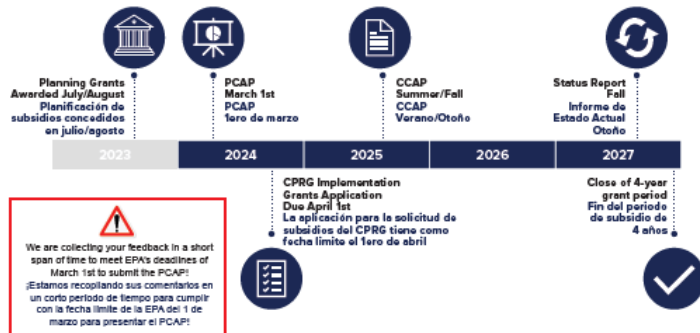 Planning Grants
Awarded July/August
Planificación de
subsidios concedidos
en julio/agosto
PCAP
March 1st
PCAP
1ero de marzo
CCAP
Summer/Fall
CCAP
Verano/Otoño
Status Report
Fall
Informe de
Estado Actual
Otoño
2023
2024
2025
2026
2027
CPRG Implementation
Grants Application
Due April 1st
La aplicación para la solicitud de
subsidios del CPRG tiene como
fecha limite el 1ero de abril
Close of 4-year
grant period
Fin del periodo
de subsidio de
4 años
We are collecting your feedback in a short
span of time to meet EPA's deadlines of
March 1st to submit the PCAP!
¡Estamos recopilando sus comentarios en
un corto periodo de tiempo para cumplir
con la fecha limite de la EPA del 1 de
marzo para presentar el PCAP!